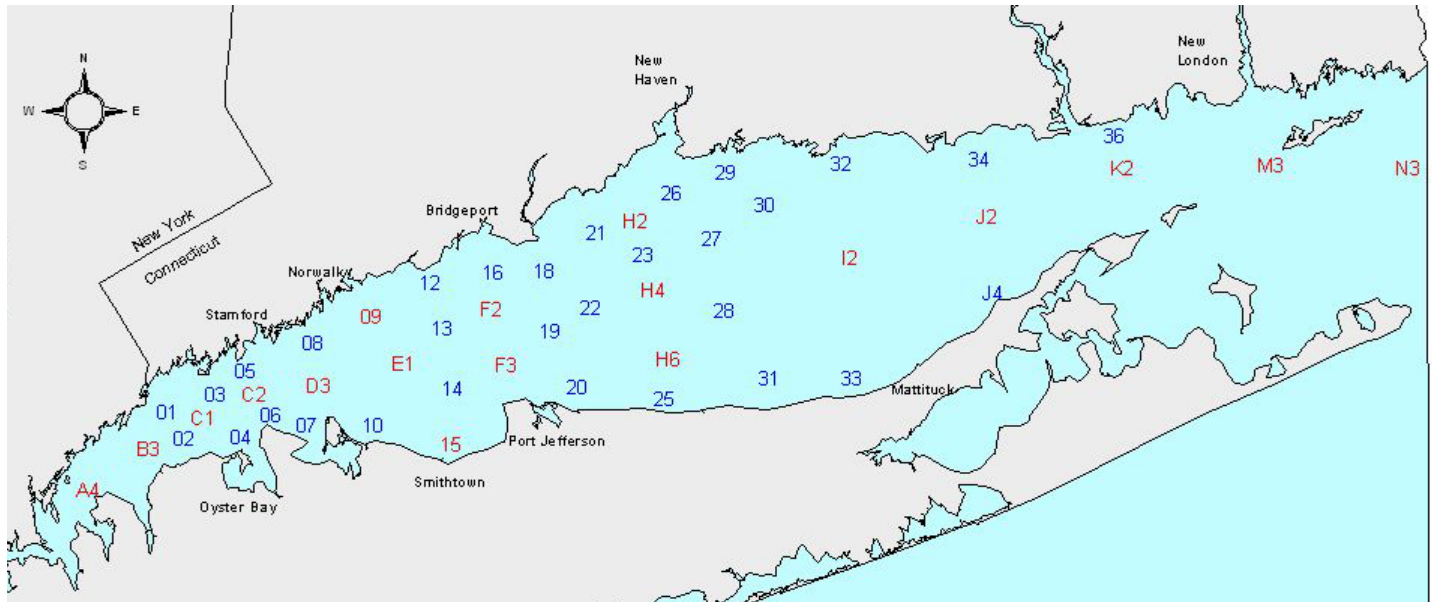 New
London
New
Haven
N
W
E
S
36
29
32
34
K2
M3
N3
26
30
Bridgeport
H2
J2
New York
Connecticut
21
27
23
I2
Norwalk
12
16
18
H4
J4
09
F2
22
28
Stamford
13
19
08
05
E1
F3
H6
03
C2
D3
14
20
31
33
Mattituck
01
C1
06
07
10
25
02
04
B3
15
Port Jefferson
A4
Smithtown
Oyster Bay